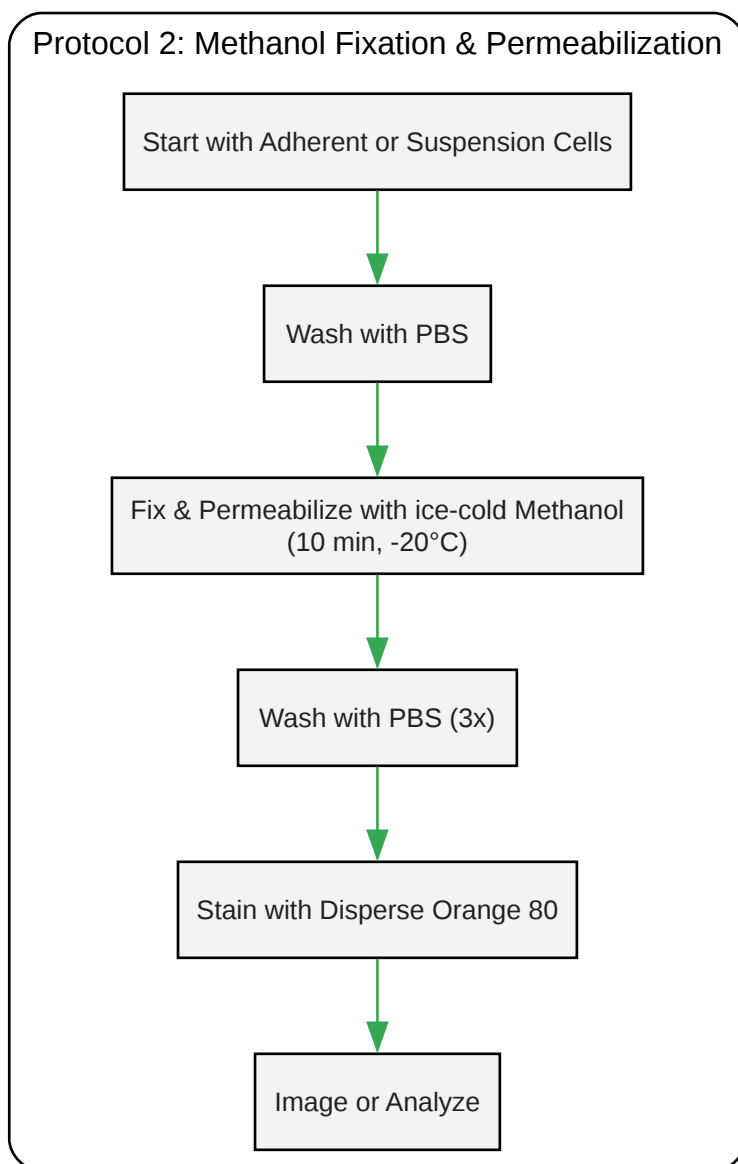 Protocol 2: Methanol Fixation & Permeabilization
Start with Adherent or Suspension Cells
Wash with PBS
Fix & Permeabilize with ice-cold Methanol
(10 min, -20°C)
Wash with PBS (3x)
Stain with Disperse Orange 80
Image or Analyze